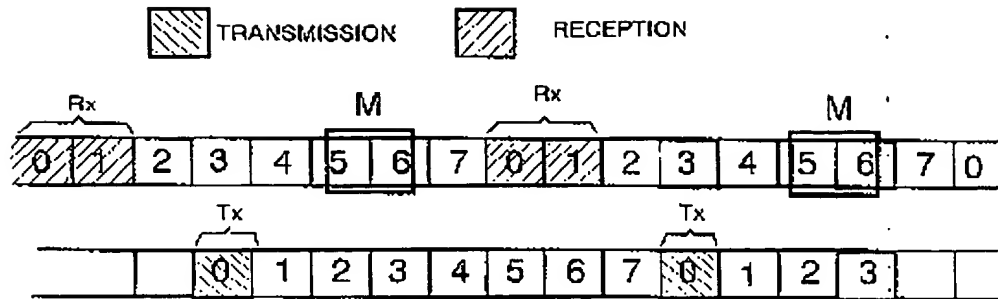 TRANSMISSION RECEPTION
Rx M Rx M
0 1 2 3 4 5 6 7 0 1 2 3 4 5 6 7 0
Tx Tx
0 1 2 3 4 5 6 7 0 1 2 3